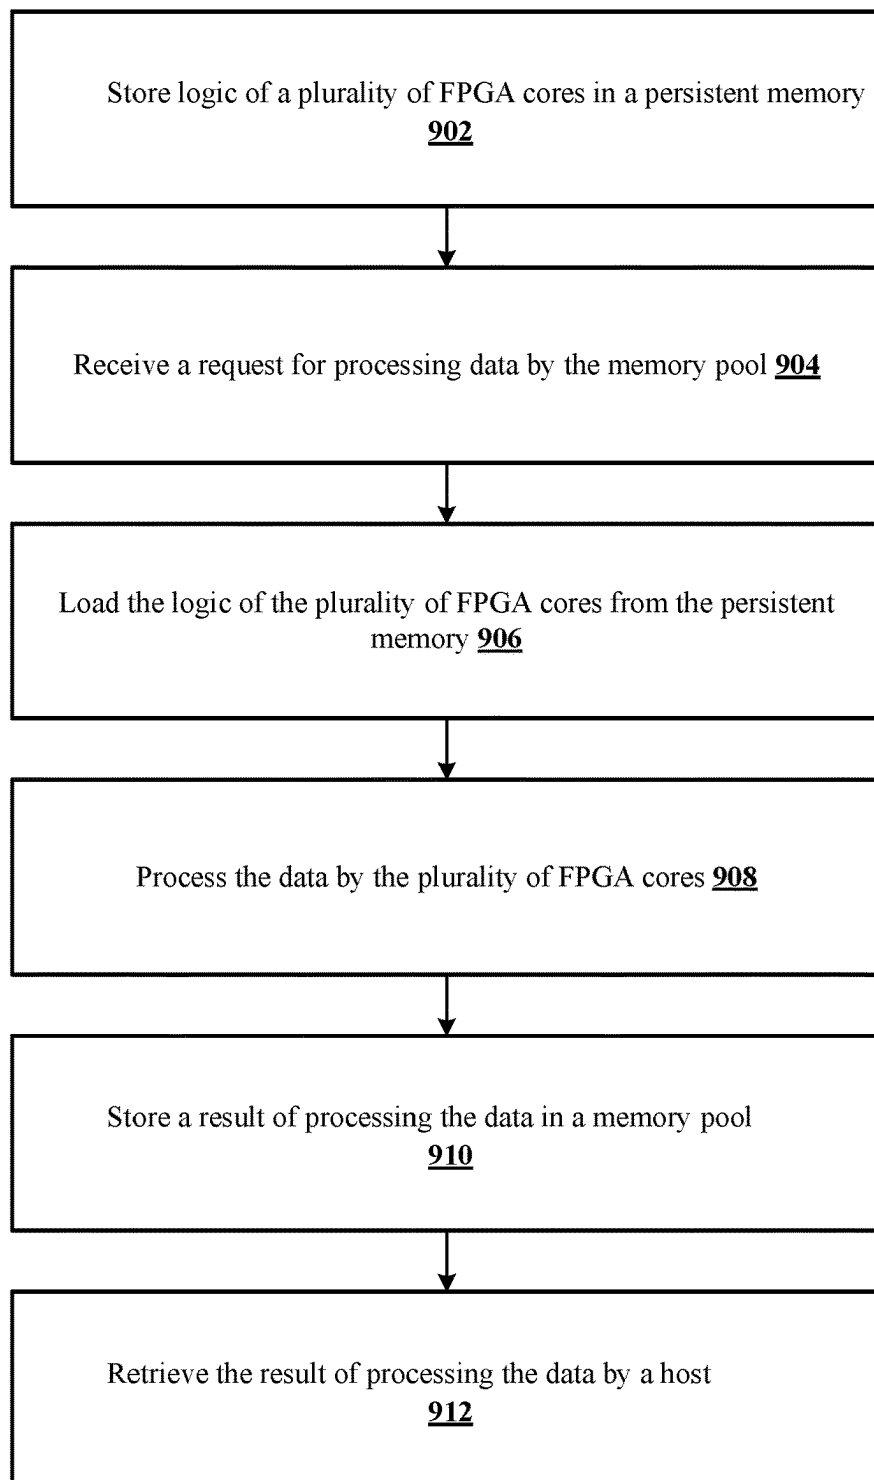 Store logic of a plurality of FPGA cores in a persistent memory
902
Receive a request for processing data by the memory pool 904
Load the logic of the plurality of FPGA cores from the persistent
memory 906
Process the data by the plurality of FPGA cores 908
Store a result of processing the data in a memory pool
910
Retrieve the result of processing the data by a host
912